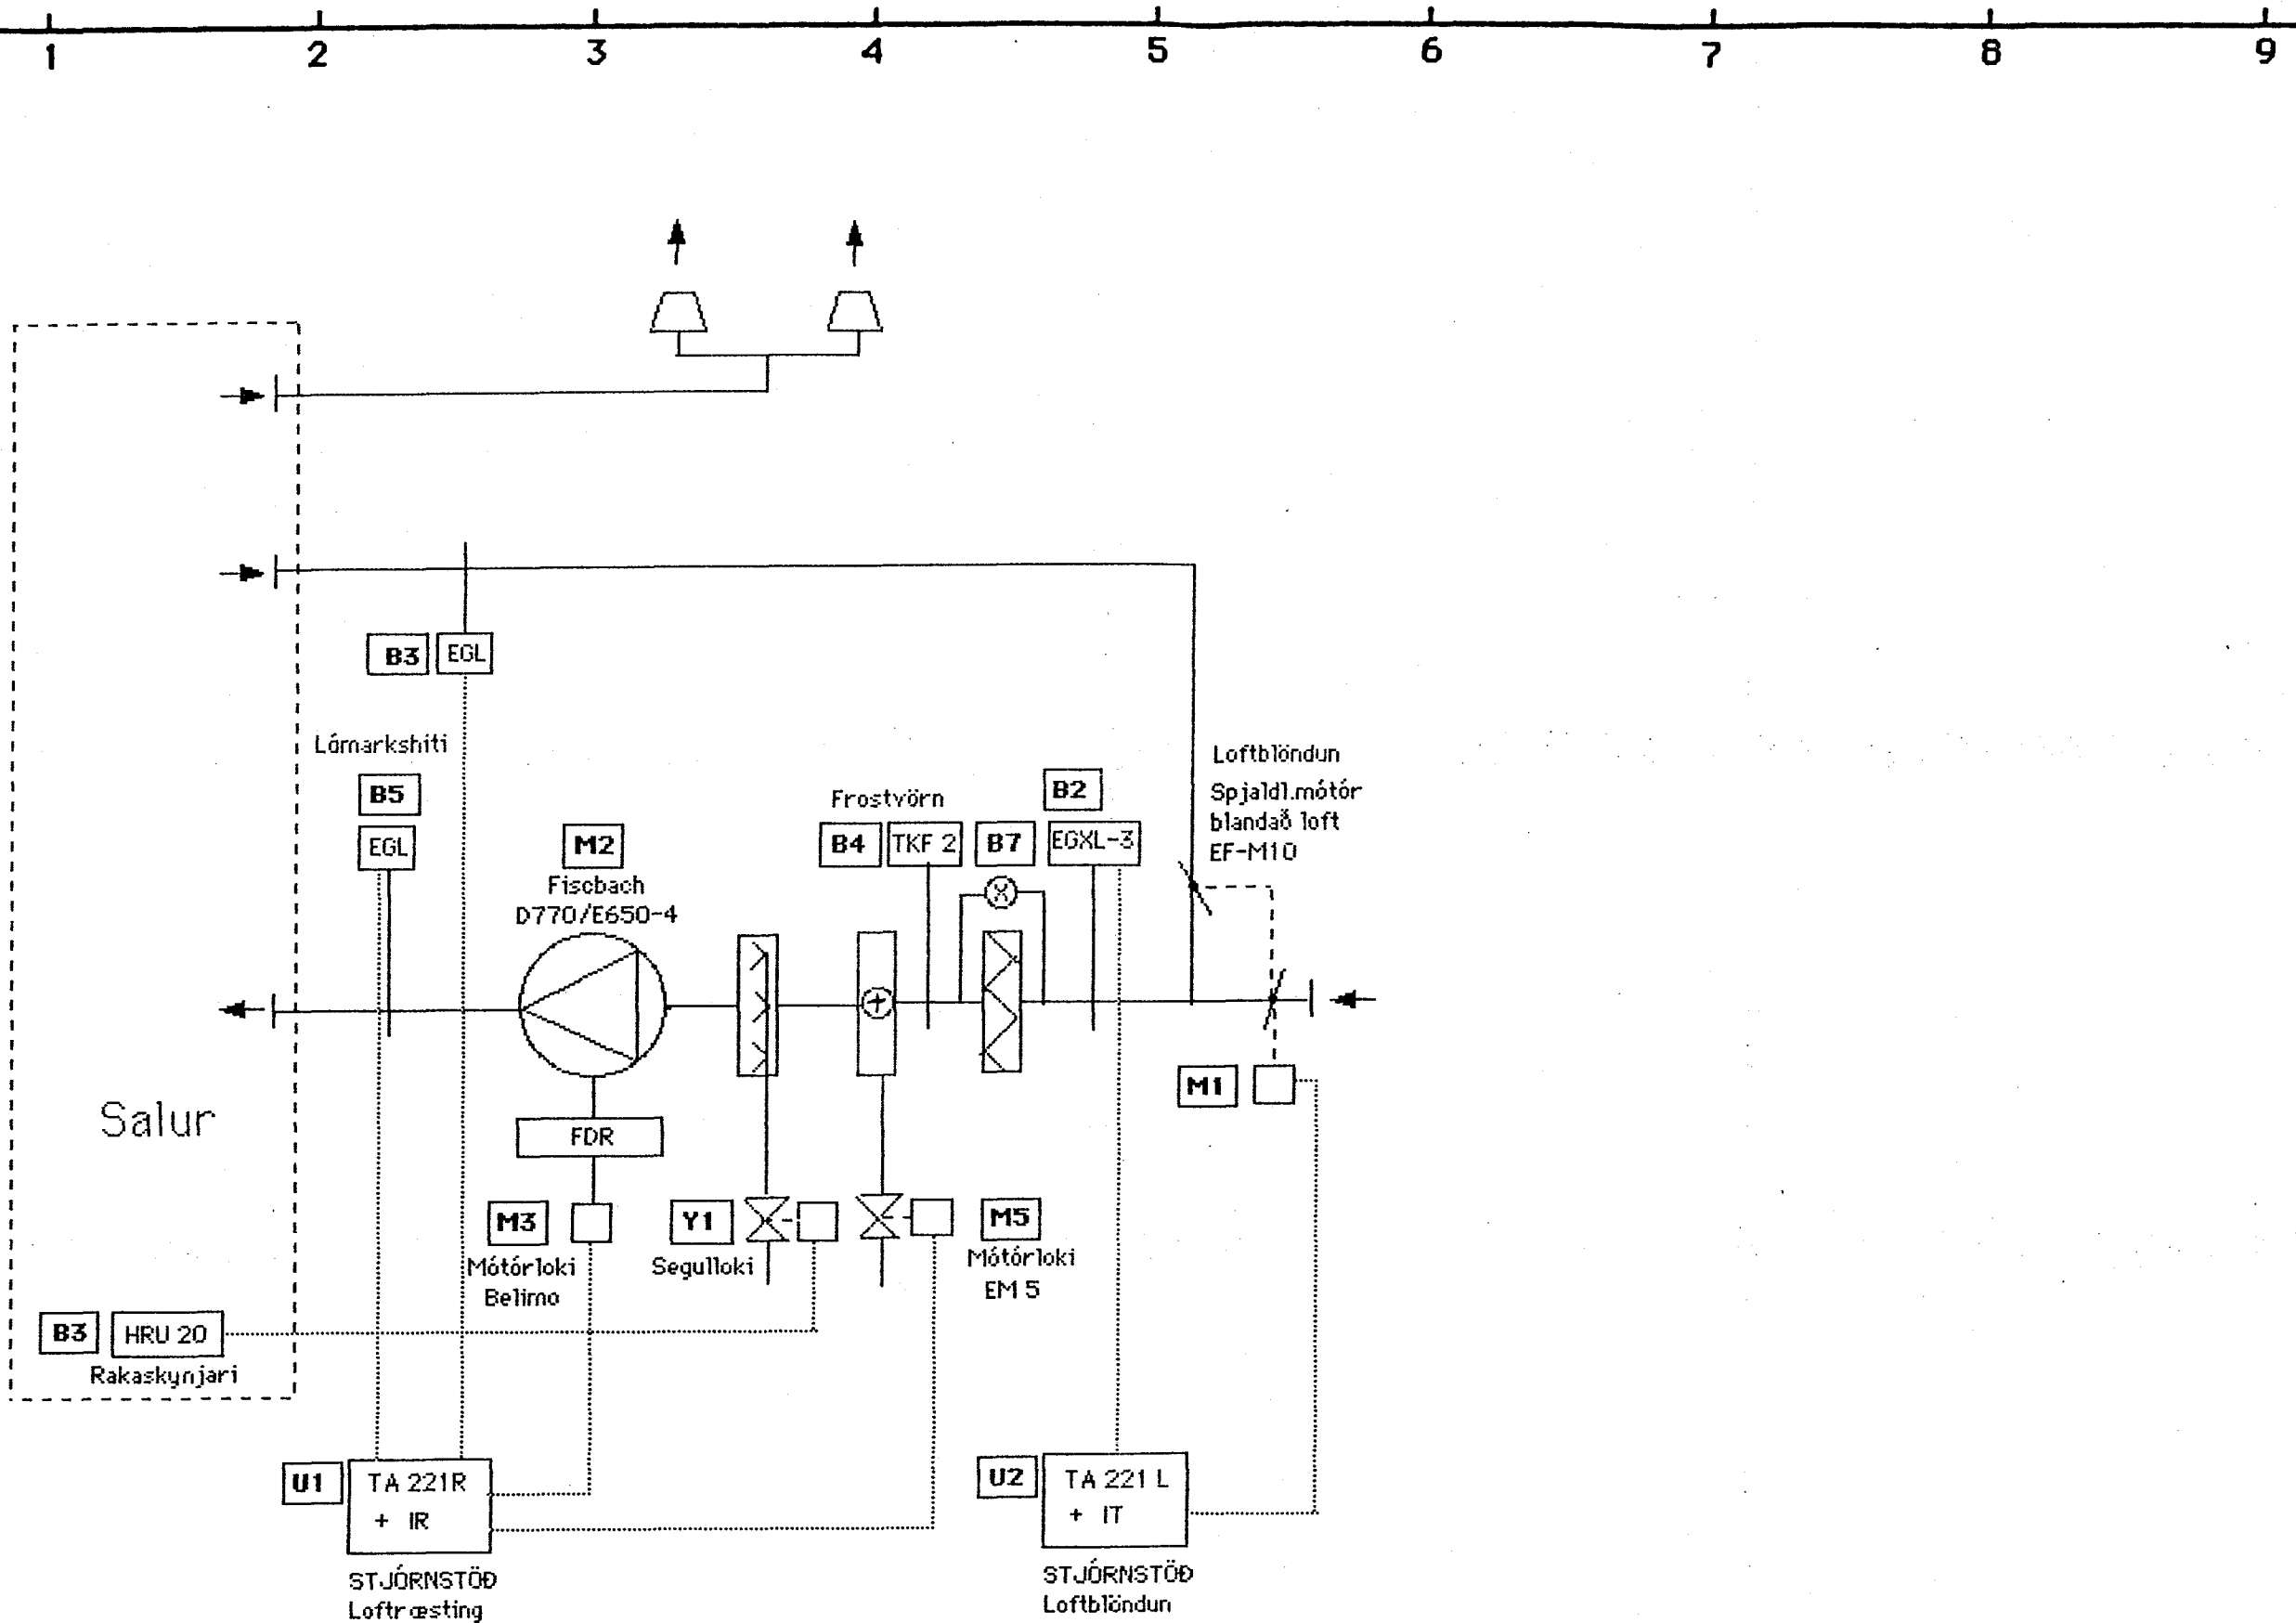 1 2 3 4 5 6 7 8 9
B3 EGL
Lámarkshiti
B5
EGL
Loftblöndun
Spjaldl.mótór
blandað loft
EF-M10
B2
Frostvörn
B4 TKF 2 B7 EGXL-3
M2
Fiscbach
D770/E650-4
M1
Salur
FDR
M3
Mótórloki
Belimo
Y1
Segulloki
M5
Mótórloki
EM 5
B3 HRU 20
Rakaskynjari
U1 TA 221R
+ IR
STJÓRNSTÖÐ
Loftræsting
U2 TA 221 L
+ IT
STJÓRNSTÖÐ
Loftblöndun